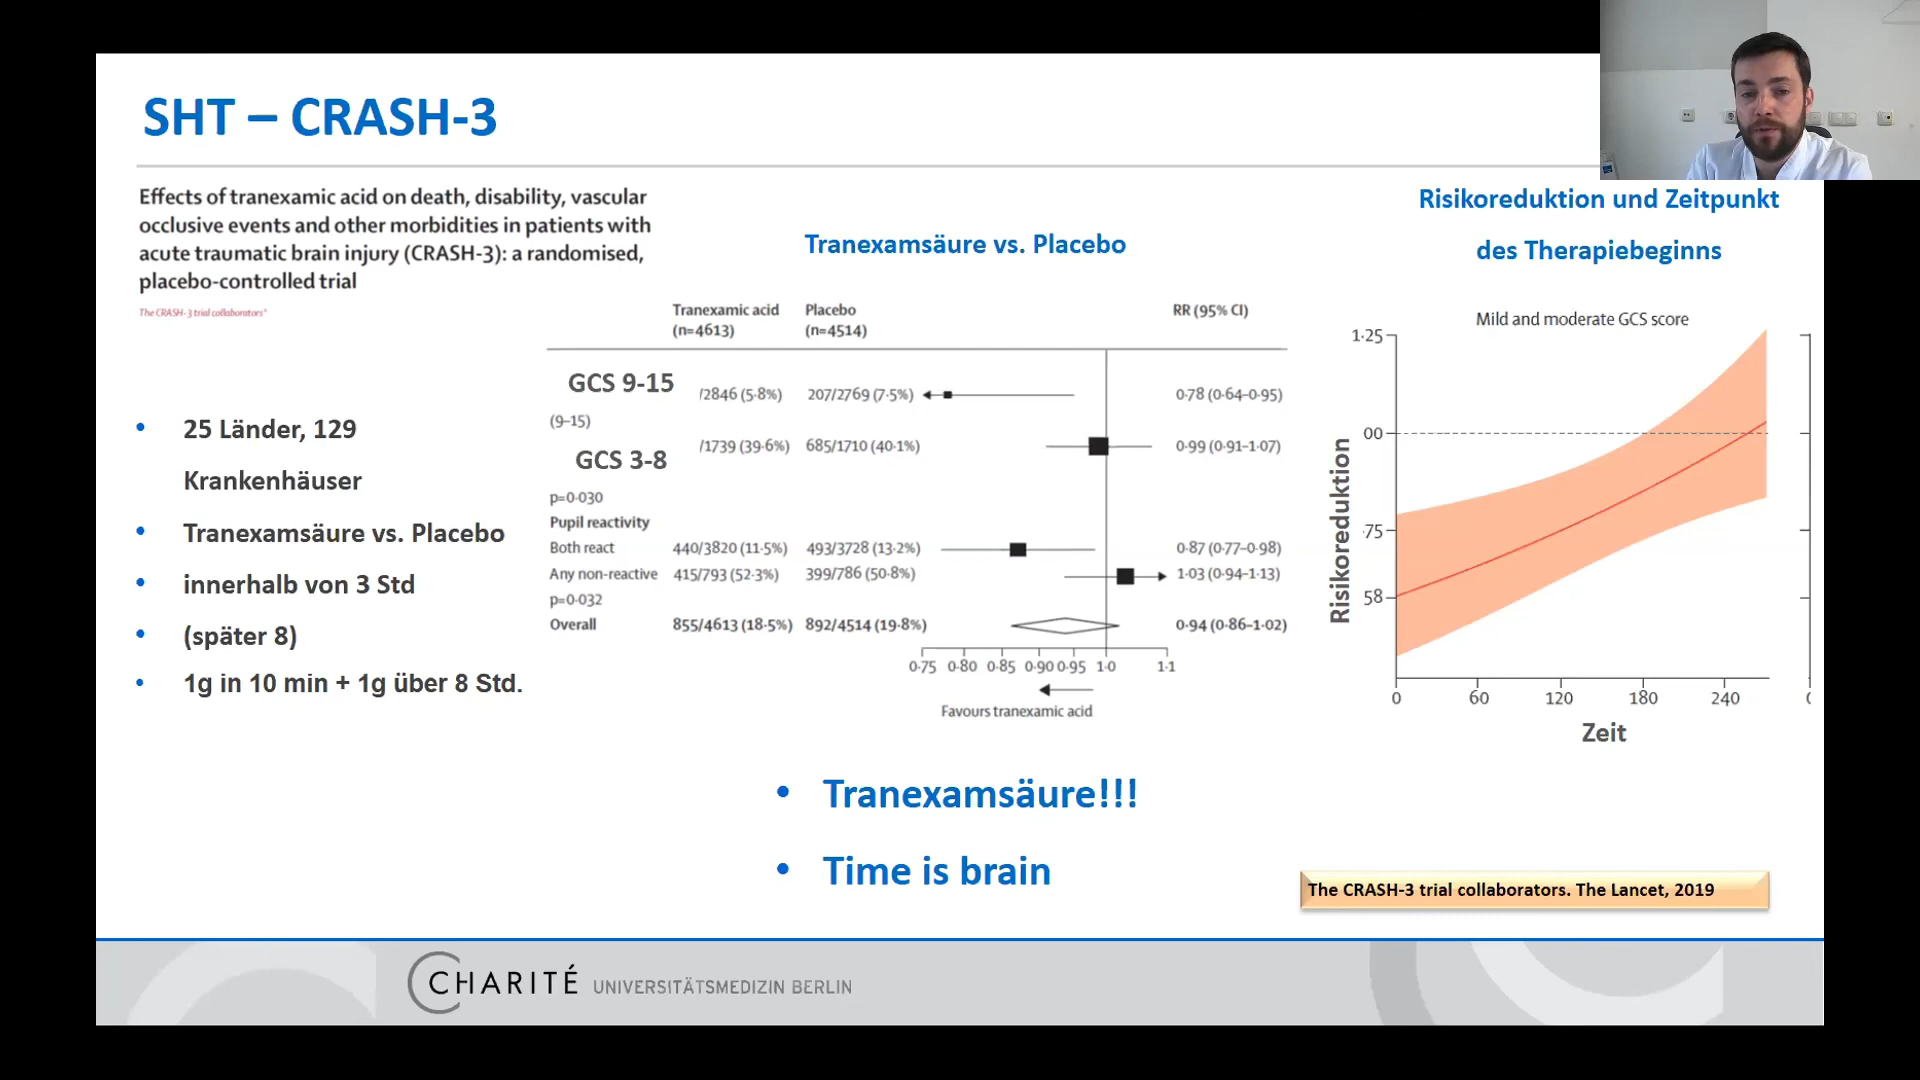 SHT – CRASH-3
Effects of tranexamic acid on death, disability, vascular
occlusive events and other morbidities in patients with
acute traumatic brain injury (CRASH-3): a randomised,
placebo-controlled trial
The CRASH-3 trial collaborators*
• 25 Länder, 129
Krankenhäuser
• Tranexamsäure vs. Placebo
• innerhalb von 3 Std
• (später 8)
• 1g in 10 min + 1g über 8 Std.
Tranexamsäure vs. Placebo
Tranexamic acid Placebo RR (95% CI)
(n=4613) (n=4514)
GCS 9-15 /2846 (5·8%) 207/2769 (7·5%) 0·78 (0·64–0·95)
(9–15)
GCS 3-8 /1739 (39·6%) 685/1710 (40·1%) 0·99 (0·91–1·07)
p=0·030
Pupil reactivity
Both react 440/3820 (11·5%) 493/3728 (13·2%) 0·87 (0·77–0·98)
Any non-reactive 415/793 (52·3%) 399/786 (50·8%) 1·03 (0·94–1·13)
p=0·032
Overall 855/4613 (18·5%) 892/4514 (19·8%) 0·94 (0·86–1·02)
0·75 0·80 0·85 0·90 0·95 1·0 1·1
Favours tranexamic acid
Risikoreduktion und Zeitpunkt
des Therapiebeginns
Mild and moderate GCS score
1·25
00
·75
58
Risikoreduktion
0 60 120 180 240
Zeit
• Tranexamsäure!!!
• Time is brain
The CRASH-3 trial collaborators. The Lancet, 2019
CHARITÉ UNIVERSITÄTSMEDIZIN BERLIN